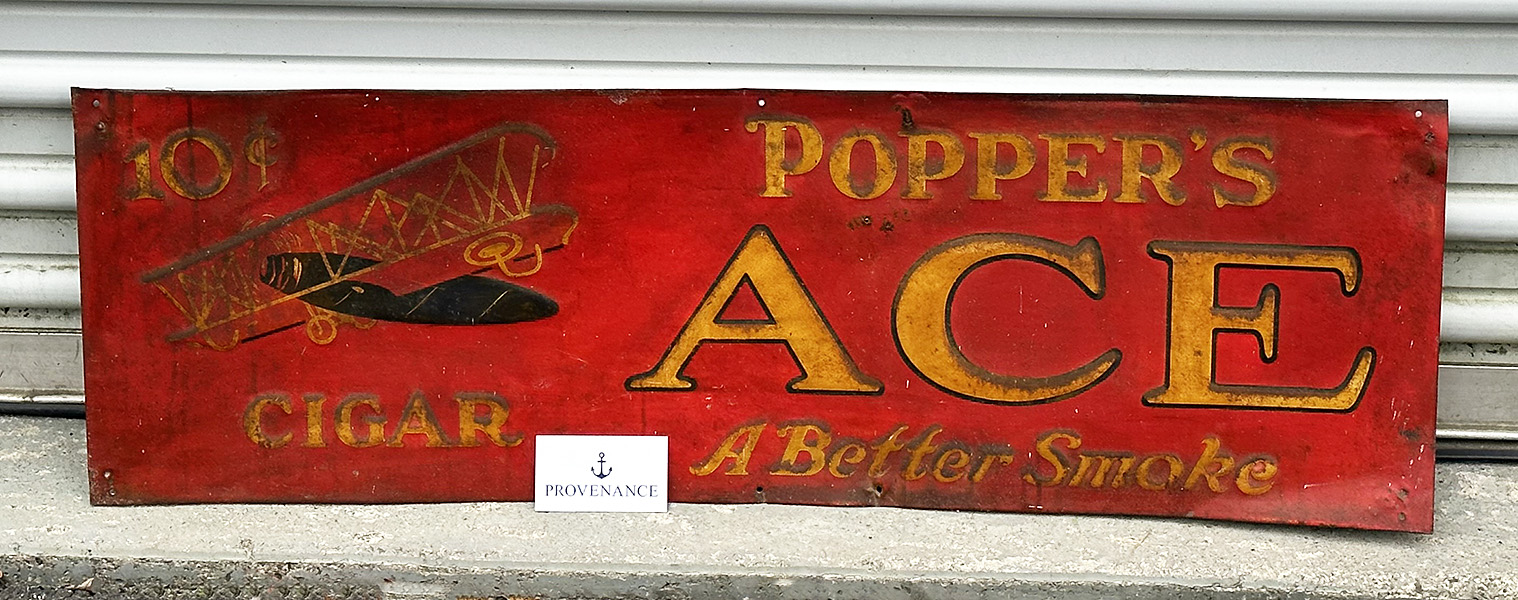 10¢
CIGAR
POPPER'S
ACE
A Better Smoke
PROVENANCE